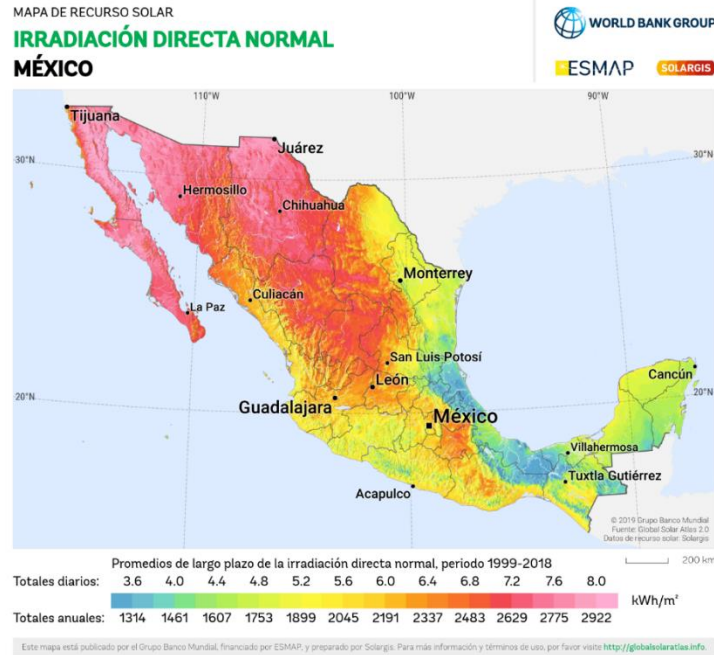 MAPA DE RECURSO SOLAR
IRRADIACIÓN DIRECTA NORMAL
MÉXICO
WORLD BANK GROUP
ESMAP
SOLARGIS
110°W
100°W
90°W
Tijuana
Juárez
30°N
30°N
Hermosillo
Chihuahua
Monterrey
Culiacán
La Paz
San Luis Potosí
Cancún
León
20°N
20°N
Guadalajara
México
Villahermosa
Tuxtla Gutiérrez
Acapulco
© 2019 Grupo Banco Mundial
Fuente: Global Solar Atlas 2.0
Datos de recurso solar: Solargis
Promedios de largo plazo de la irradiación directa normal, periodo 1999-2018
200 km
Totales diarios: 3.6 4.0 4.4 4.8 5.2 5.6 6.0 6.4 6.8 7.2 7.6 8.0
kWh/m²
Totales anuales: 1314 1461 1607 1753 1899 2045 2191 2337 2483 2629 2775 2922
Este mapa está publicado por el Grupo Banco Mundial, financiado por ESMAP, y preparado por Solargis. Para más información y términos de uso, por favor visite http://globalsolaratlas.info.